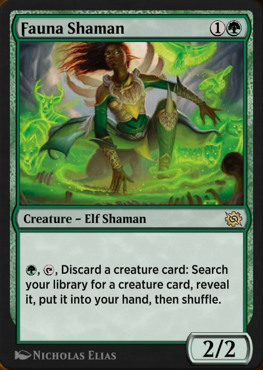 Fauna Shaman 1
Creature – Elf Shaman
, , Discard a creature card: Search
your library for a creature card, reveal
it, put it into your hand, then shuffle.
Nicholas Elias
2/2